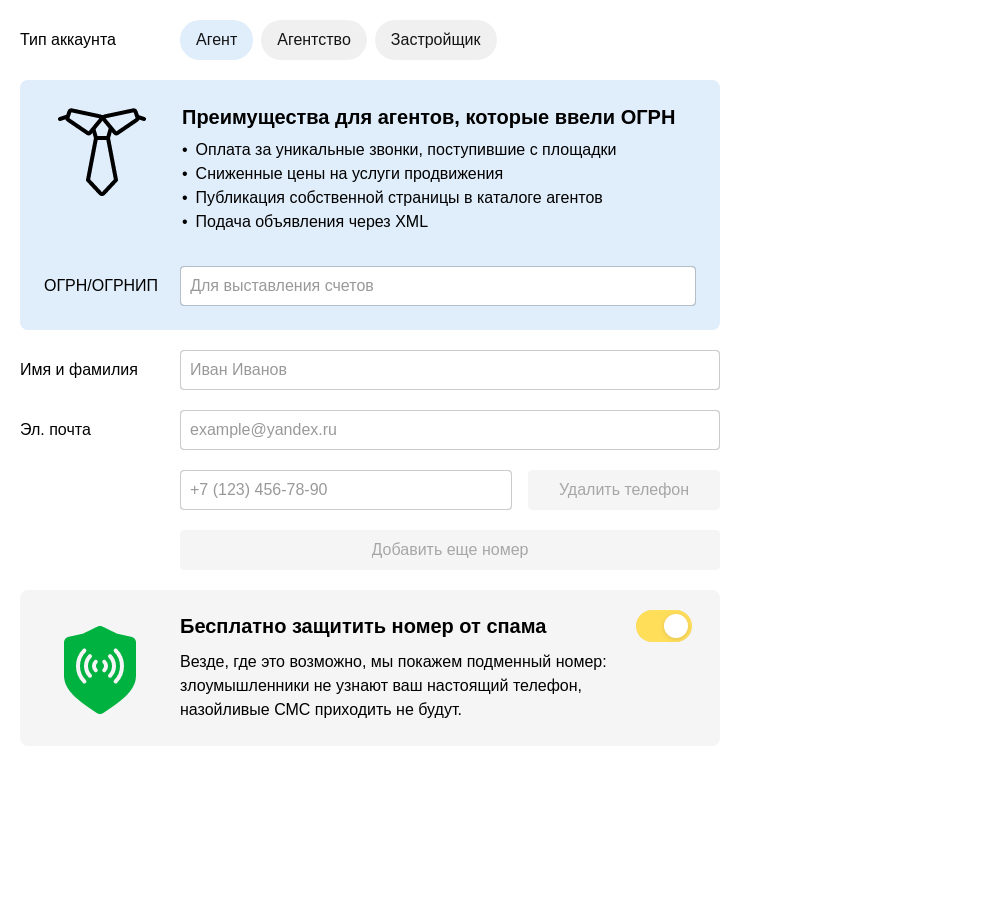 Тип аккаунта Агент Агентство Застройщик
Преимущества для агентов, которые ввели ОГРН
• Оплата за уникальные звонки, поступившие с площадки
• Сниженные цены на услуги продвижения
• Публикация собственной страницы в каталоге агентов
• Подача объявления через XML
ОГРН/ОГРНИП Для выставления счетов
Имя и фамилия Иван Иванов
Эл. почта example@yandex.ru
+7 (123) 456-78-90 Удалить телефон
Добавить еще номер
Бесплатно защитить номер от спама
Везде, где это возможно, мы покажем подменный номер:
злоумышленники не узнают ваш настоящий телефон,
назойливые СМС приходить не будут.